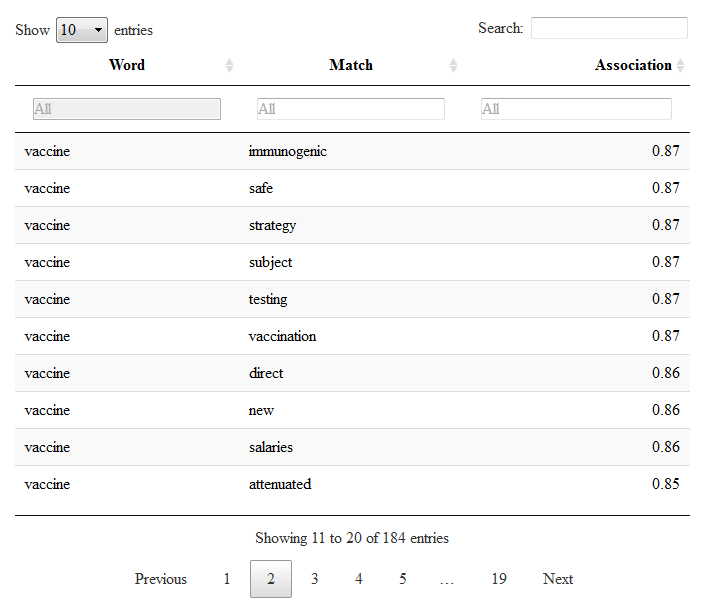 Show 10 entries Search:
Word Match Association
All All All
vaccine immunogenic 0.87
vaccine safe 0.87
vaccine strategy 0.87
vaccine subject 0.87
vaccine testing 0.87
vaccine vaccination 0.87
vaccine direct 0.86
vaccine new 0.86
vaccine salaries 0.86
vaccine attenuated 0.85
Showing 11 to 20 of 184 entries
Previous 1 2 3 4 5 … 19 Next